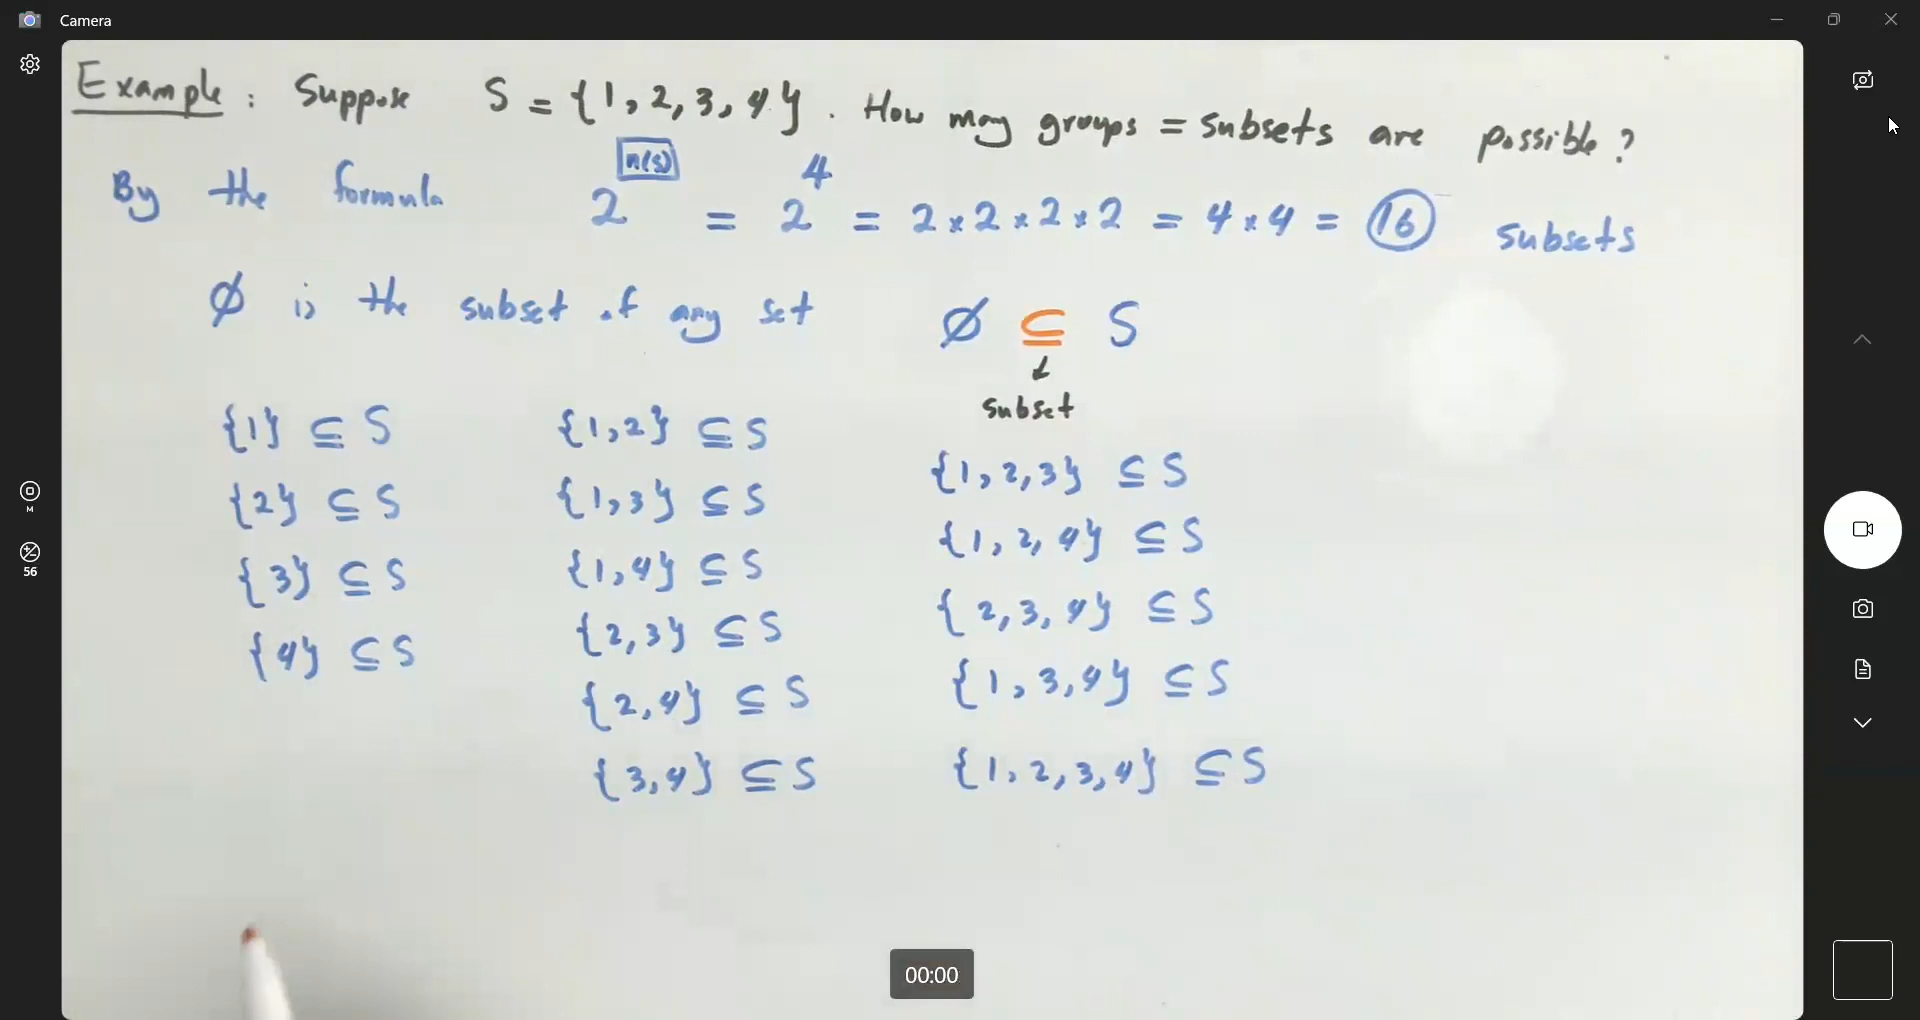 Camera
Example: Suppose S = {1, 2, 3, 4}. How many groups = subsets are possible?
By the formula 2^n(s) = 2^4 = 2 × 2 × 2 × 2 = 4 × 4 = 16 subsets
∅ is the subset of any set ∅ ⊆ S
subset
{1} ⊆ S
{2} ⊆ S
{3} ⊆ S
{4} ⊆ S
{1, 2} ⊆ S
{1, 3} ⊆ S
{1, 4} ⊆ S
{2, 3} ⊆ S
{2, 4} ⊆ S
{3, 4} ⊆ S
{1, 2, 3} ⊆ S
{1, 2, 4} ⊆ S
{2, 3, 4} ⊆ S
{1, 3, 4} ⊆ S
{1, 2, 3, 4} ⊆ S
M
56
00:00